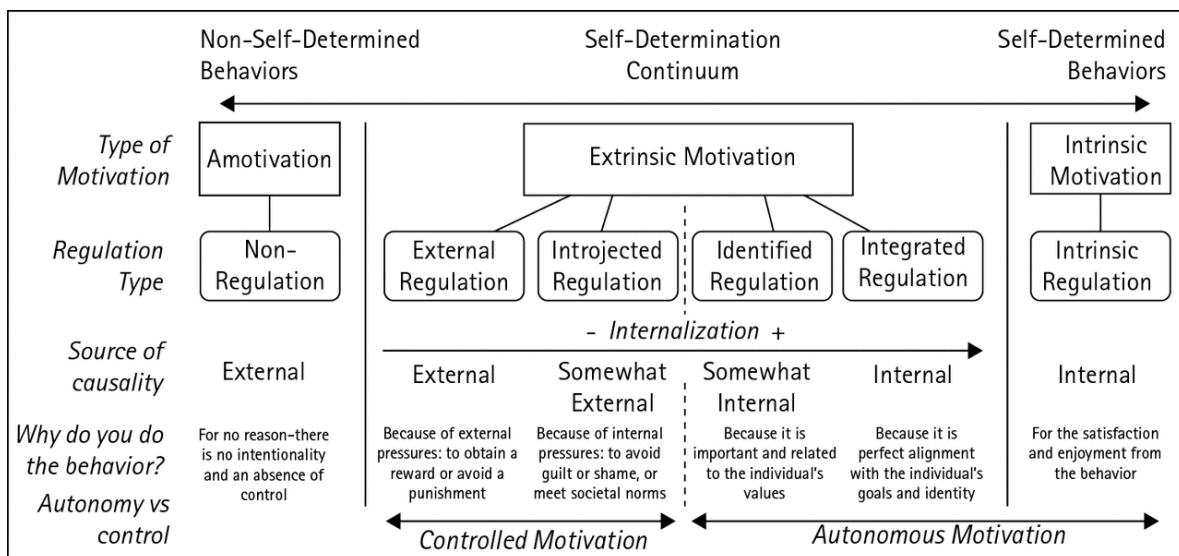 Non-Self-Determined
Behaviors
Self-Determination
Continuum
Self-Determined
Behaviors
Type of
Motivation
Amotivation
Extrinsic Motivation
Intrinsic
Motivation
Regulation
Type
Non-
Regulation
External
Regulation
Introjected
Regulation
Identified
Regulation
Integrated
Regulation
Intrinsic
Regulation
- Internalization +
Source of
causality
External
External
Somewhat
External
Somewhat
Internal
Internal
Internal
Why do you do
the behavior?
For no reason-there
is no intentionality
and an absence of
control
Because of external
pressures: to obtain a
reward or avoid a
punishment
Because of internal
pressures: to avoid
guilt or shame, or
meet societal norms
Because it is
important and related
to the individual's
values
Because it is
perfect alignment
with the individual's
goals and identity
For the satisfaction
and enjoyment from
the behavior
Autonomy vs
control
Controlled Motivation
Autonomous Motivation